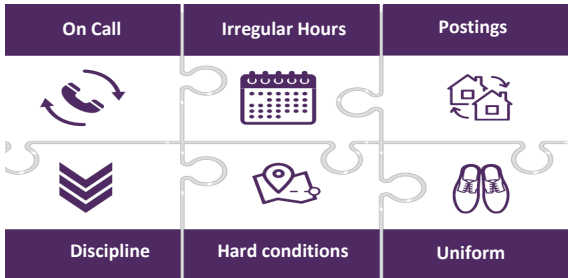 On Call
Irregular Hours
Postings
Discipline
Hard conditions
Uniform